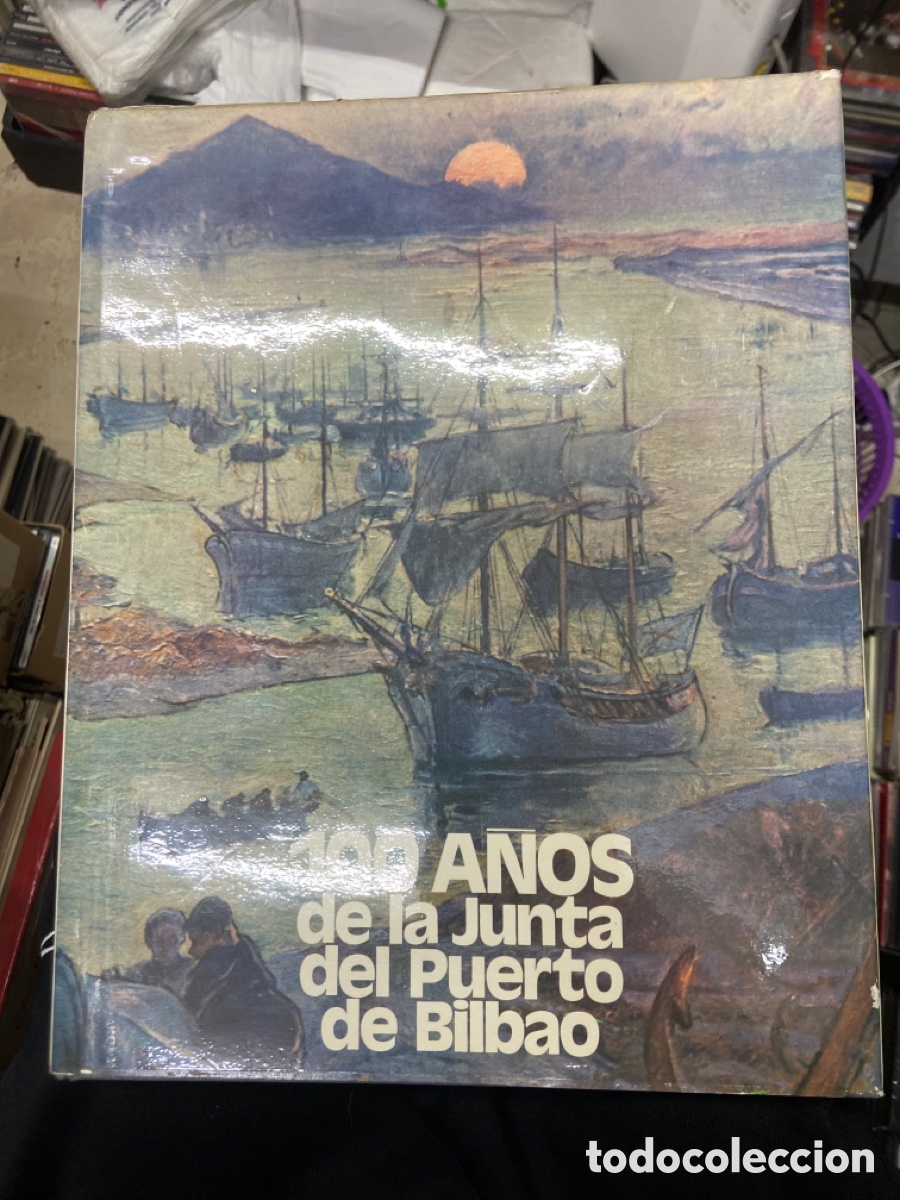 100 AÑOS
de la Junta
del Puerto
de Bilbao
todocoleccion